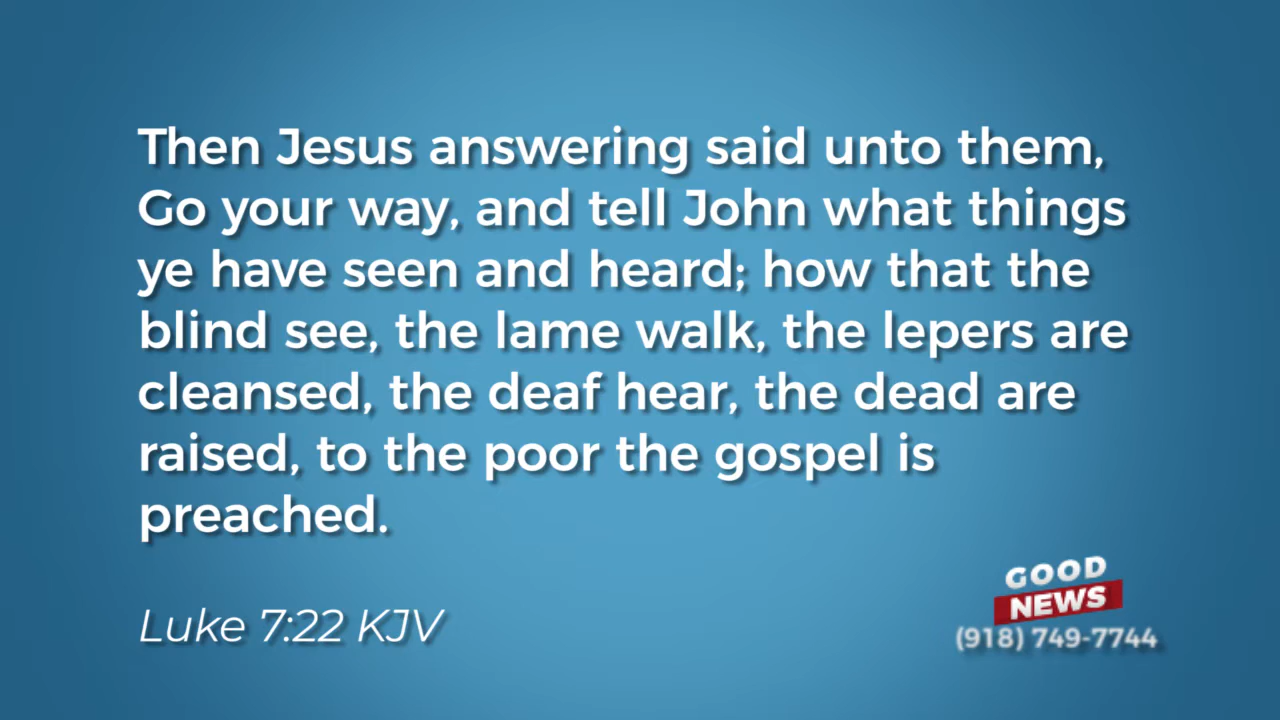 Then Jesus answering said unto them,
Go your way, and tell John what things
ye have seen and heard; how that the
blind see, the lame walk, the lepers are
cleansed, the deaf hear, the dead are
raised, to the poor the gospel is
preached.
Luke 7:22 KJV
GOOD
NEWS
(918) 749-7744